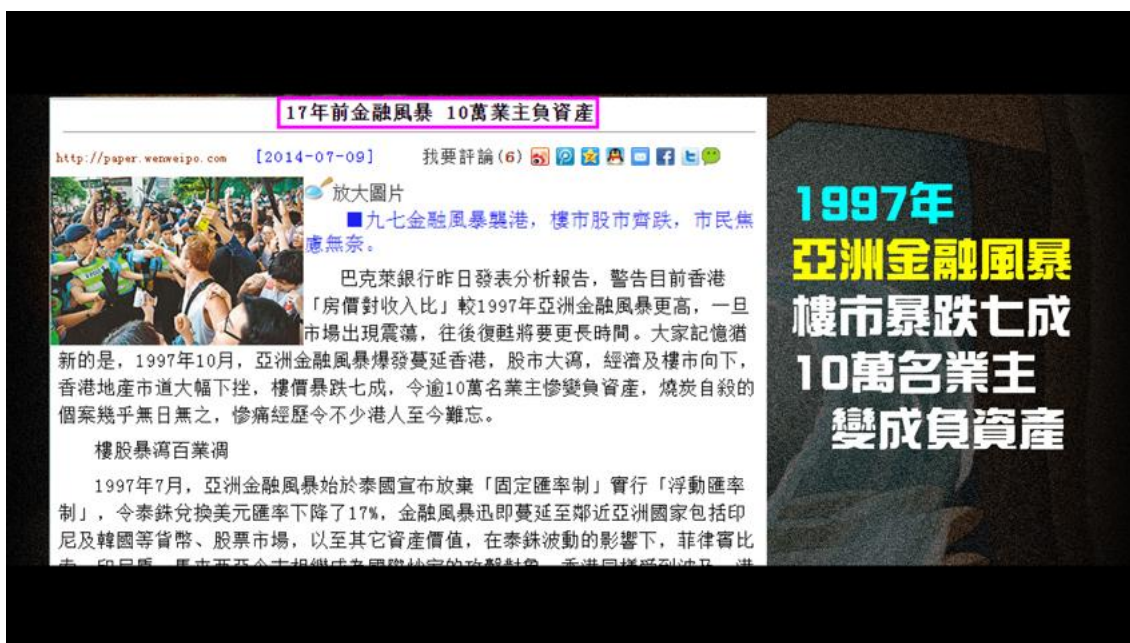 17年前金融風暴 10萬業主負資產
http://paper.wenweipo.com [2014-07-09] 我要評論(6)
放大圖片
■九七金融風暴襲港，樓市股市齊跌，市民焦
慮無奈。
巴克萊銀行昨日發表分析報告，警告目前香港
「房價對收入比」較1997年亞洲金融風暴更高，一旦
市場出現震蕩，往後復甦將要更長時間。大家記憶猶
新的是，1997年10月，亞洲金融風暴爆發蔓延香港，股市大瀉，經濟及樓市向下，
香港地產市道大幅下挫，樓價暴跌七成，令逾10萬名業主慘變負資產，燒炭自殺的
個案幾乎無日無之，慘痛經歷令不少港人至今難忘。
樓股暴瀉百業凋
1997年7月，亞洲金融風暴始於泰國宣布放棄「固定匯率制」實行「浮動匯率
制」，令泰銖兌換美元匯率下降了17%，金融風暴迅即蔓延至鄰近亞洲國家包括印
尼及韓國等貨幣、股票市場，以至其它資產價值，在泰銖波動的影響下，菲律賓比
1997年
亞洲金融風暴
樓市暴跌七成
10萬名業主
變成負資產